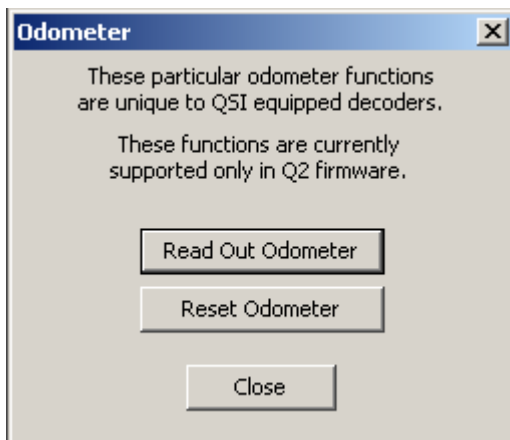 Odometer
These particular odometer functions
are unique to QSI equipped decoders.
These functions are currently
supported only in Q2 firmware.
Read Out Odometer
Reset Odometer
Close